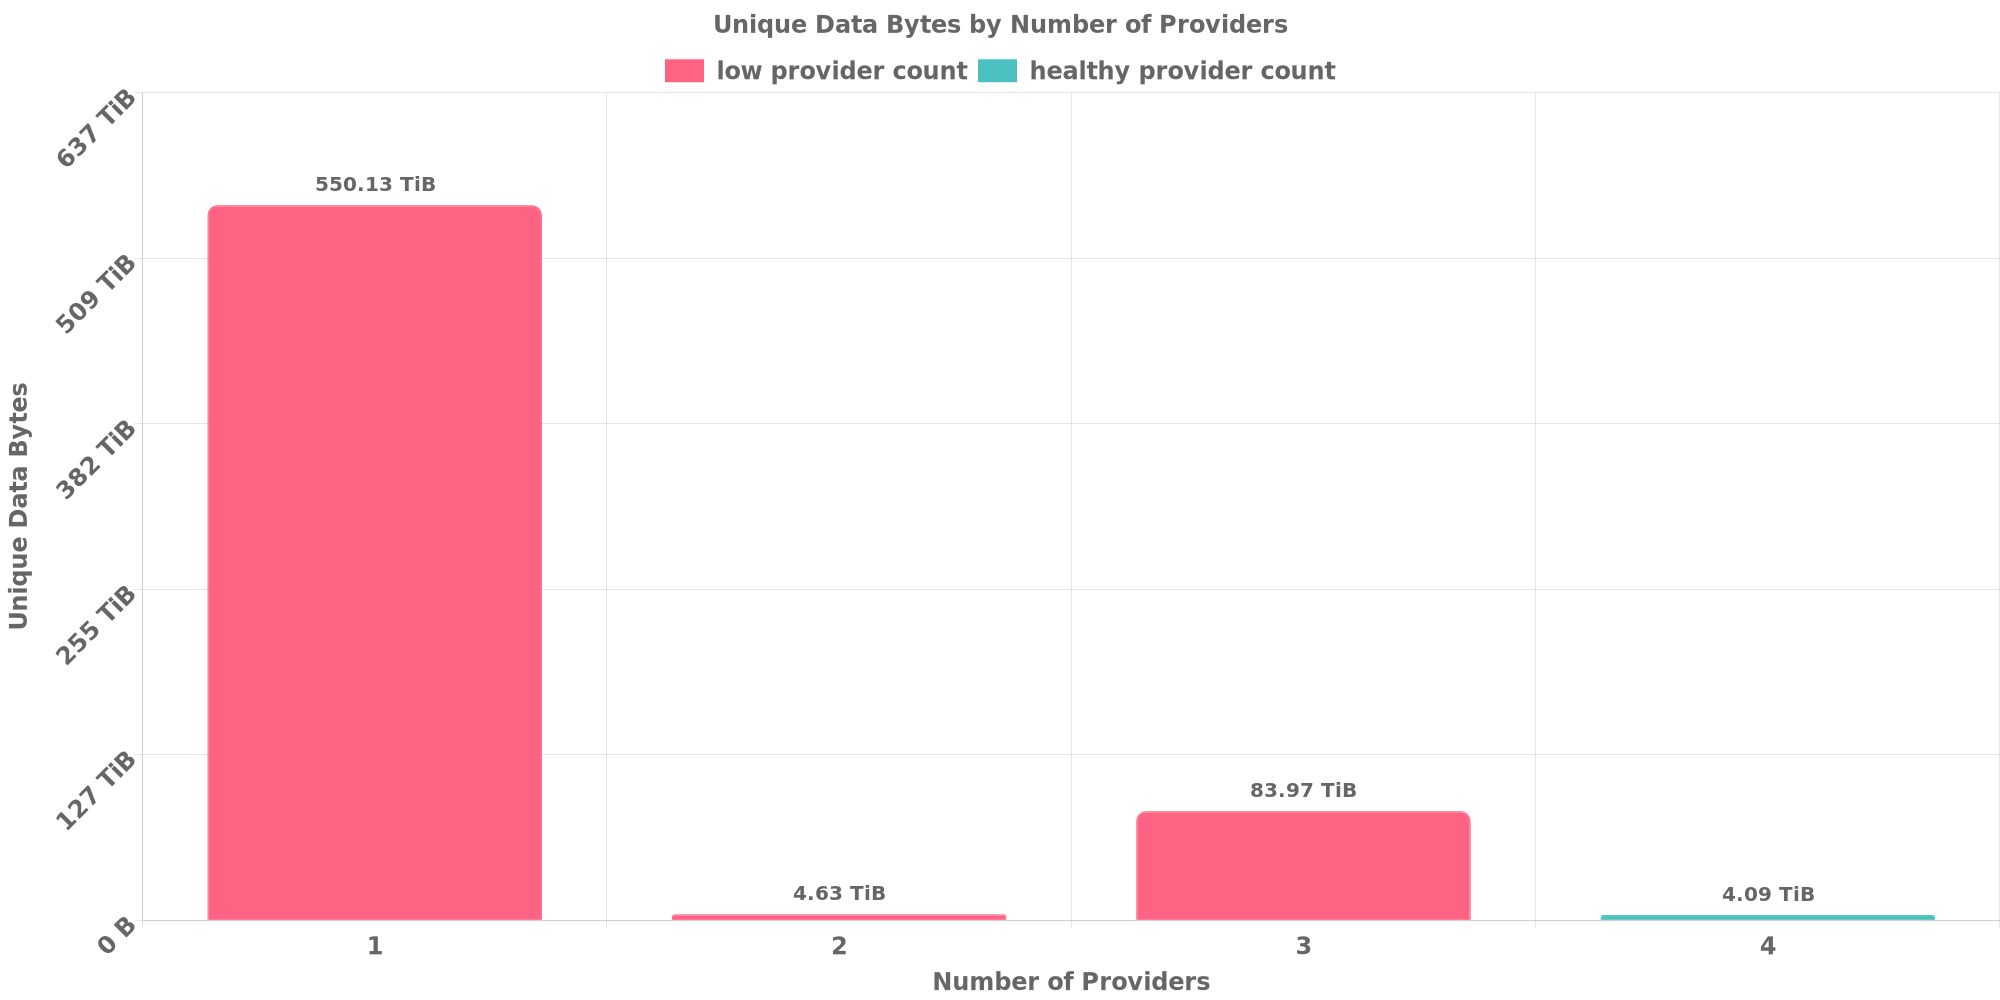 Unique Data Bytes by Number of Providers
low provider count
healthy provider count
637 TiB
509 TiB
382 TiB
255 TiB
127 TiB
0 B
Unique Data Bytes
550.13 TiB
4.63 TiB
83.97 TiB
4.09 TiB
1
2
3
4
Number of Providers